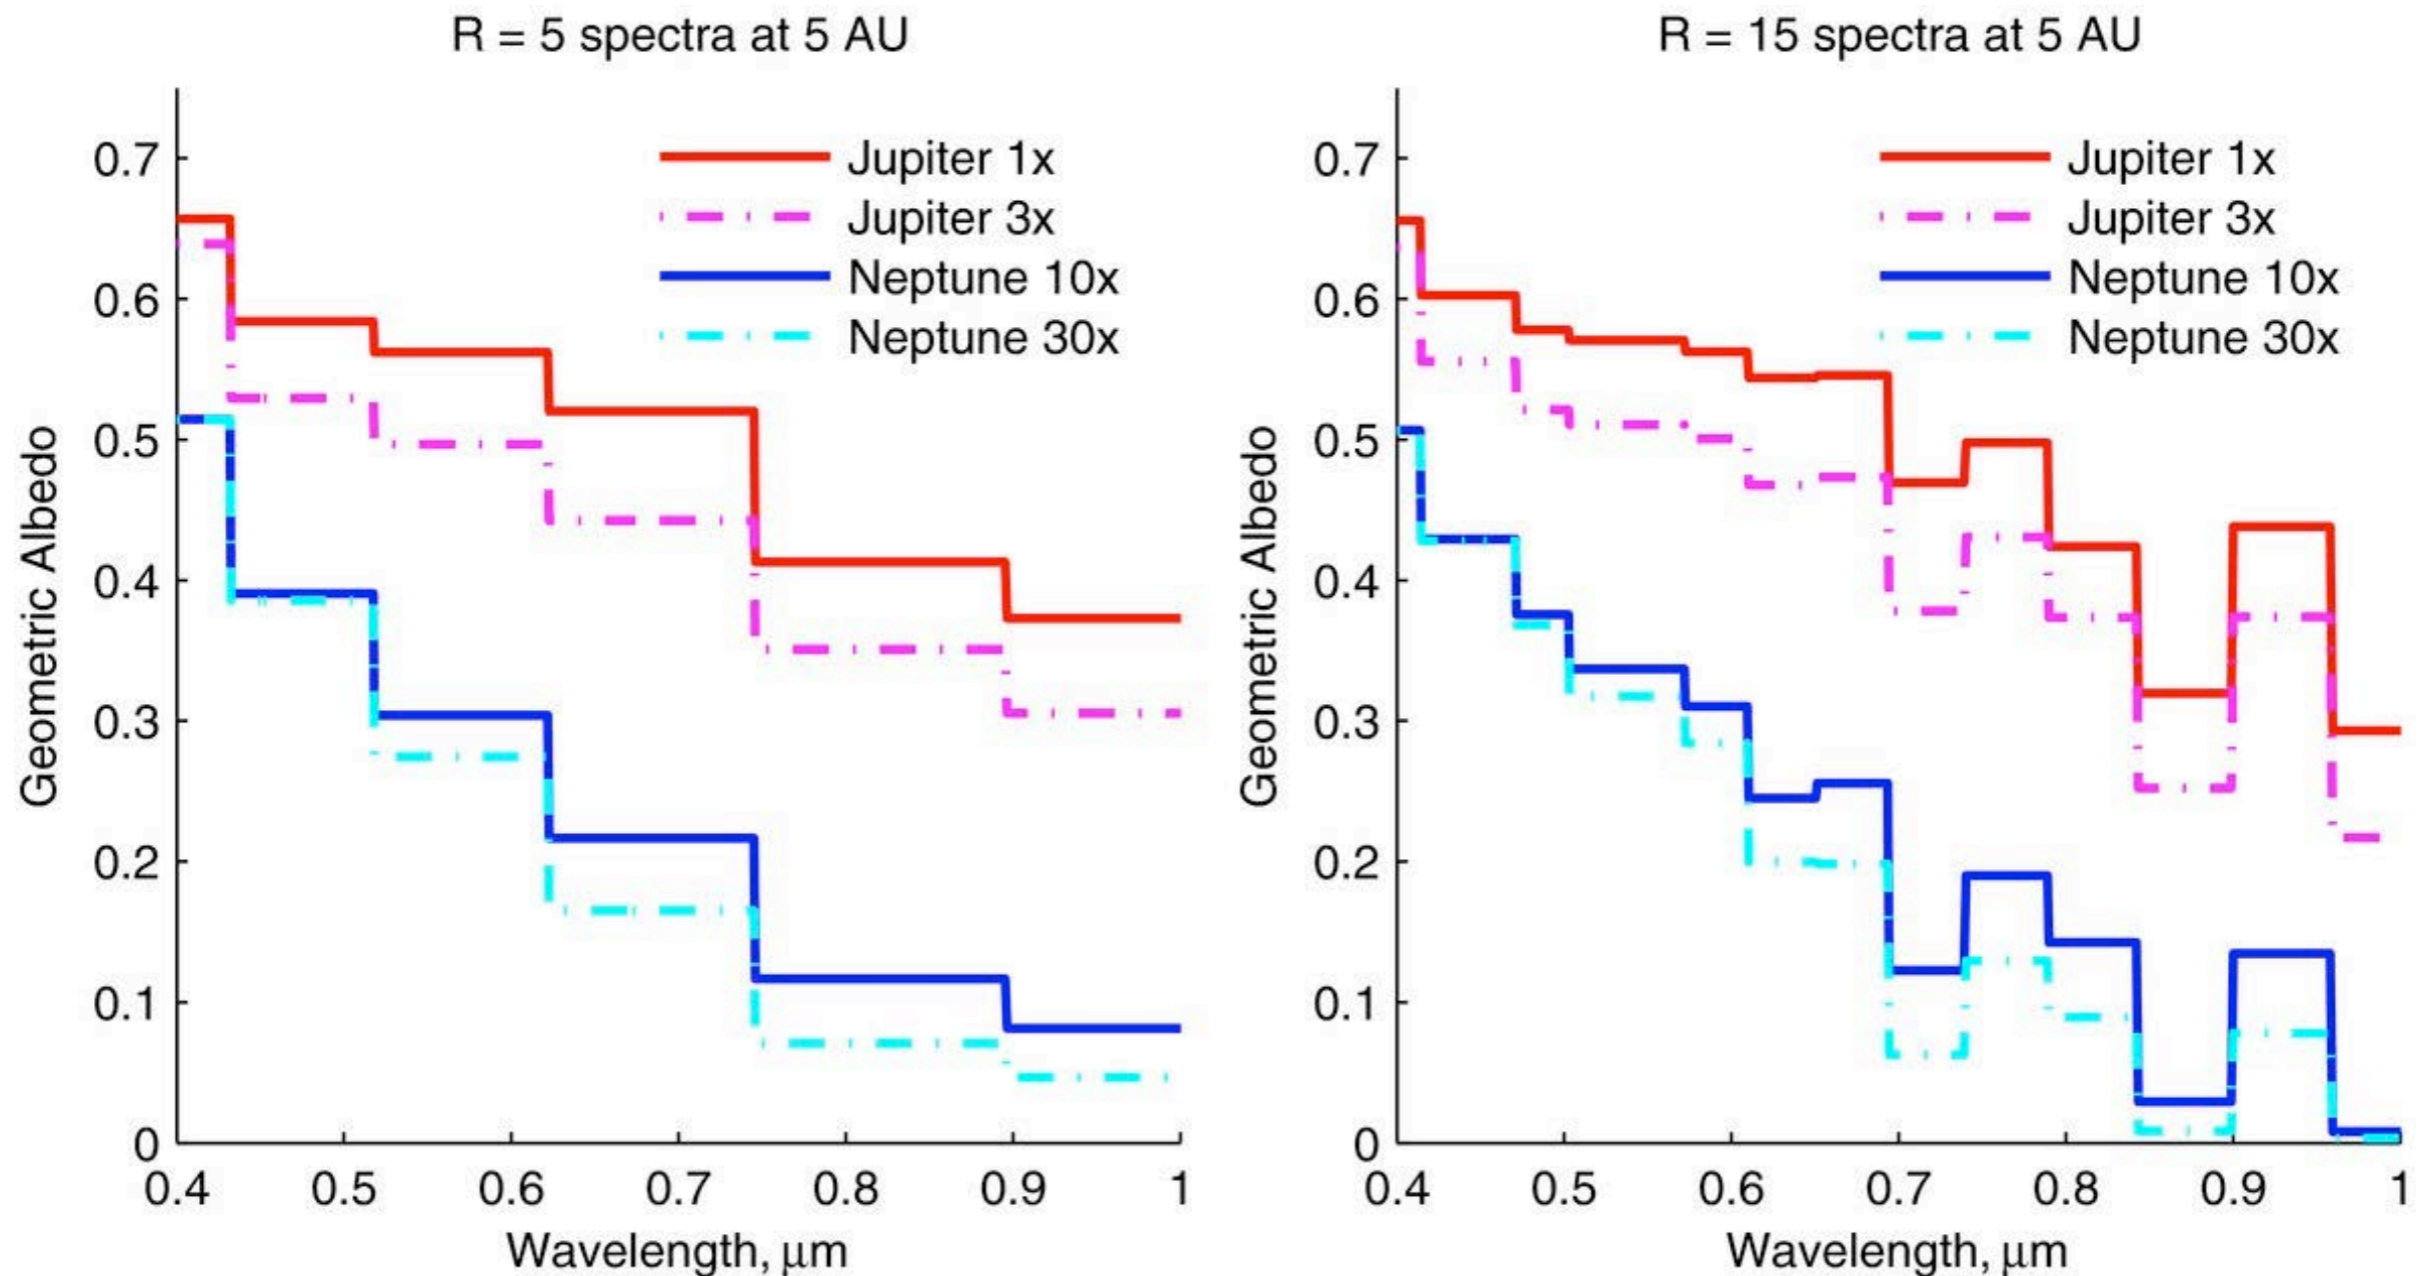 R = 5 spectra at 5 AU
Geometric Albedo
0.7
0.6
0.5
0.4
0.3
0.2
0.1
0
Jupiter 1x
Jupiter 3x
Neptune 10x
Neptune 30x
0.4 0.5 0.6 0.7 0.8 0.9 1
Wavelength, μm
R = 15 spectra at 5 AU
Geometric Albedo
0.7
0.6
0.5
0.4
0.3
0.2
0.1
0
Jupiter 1x
Jupiter 3x
Neptune 10x
Neptune 30x
0.4 0.5 0.6 0.7 0.8 0.9 1
Wavelength, μm